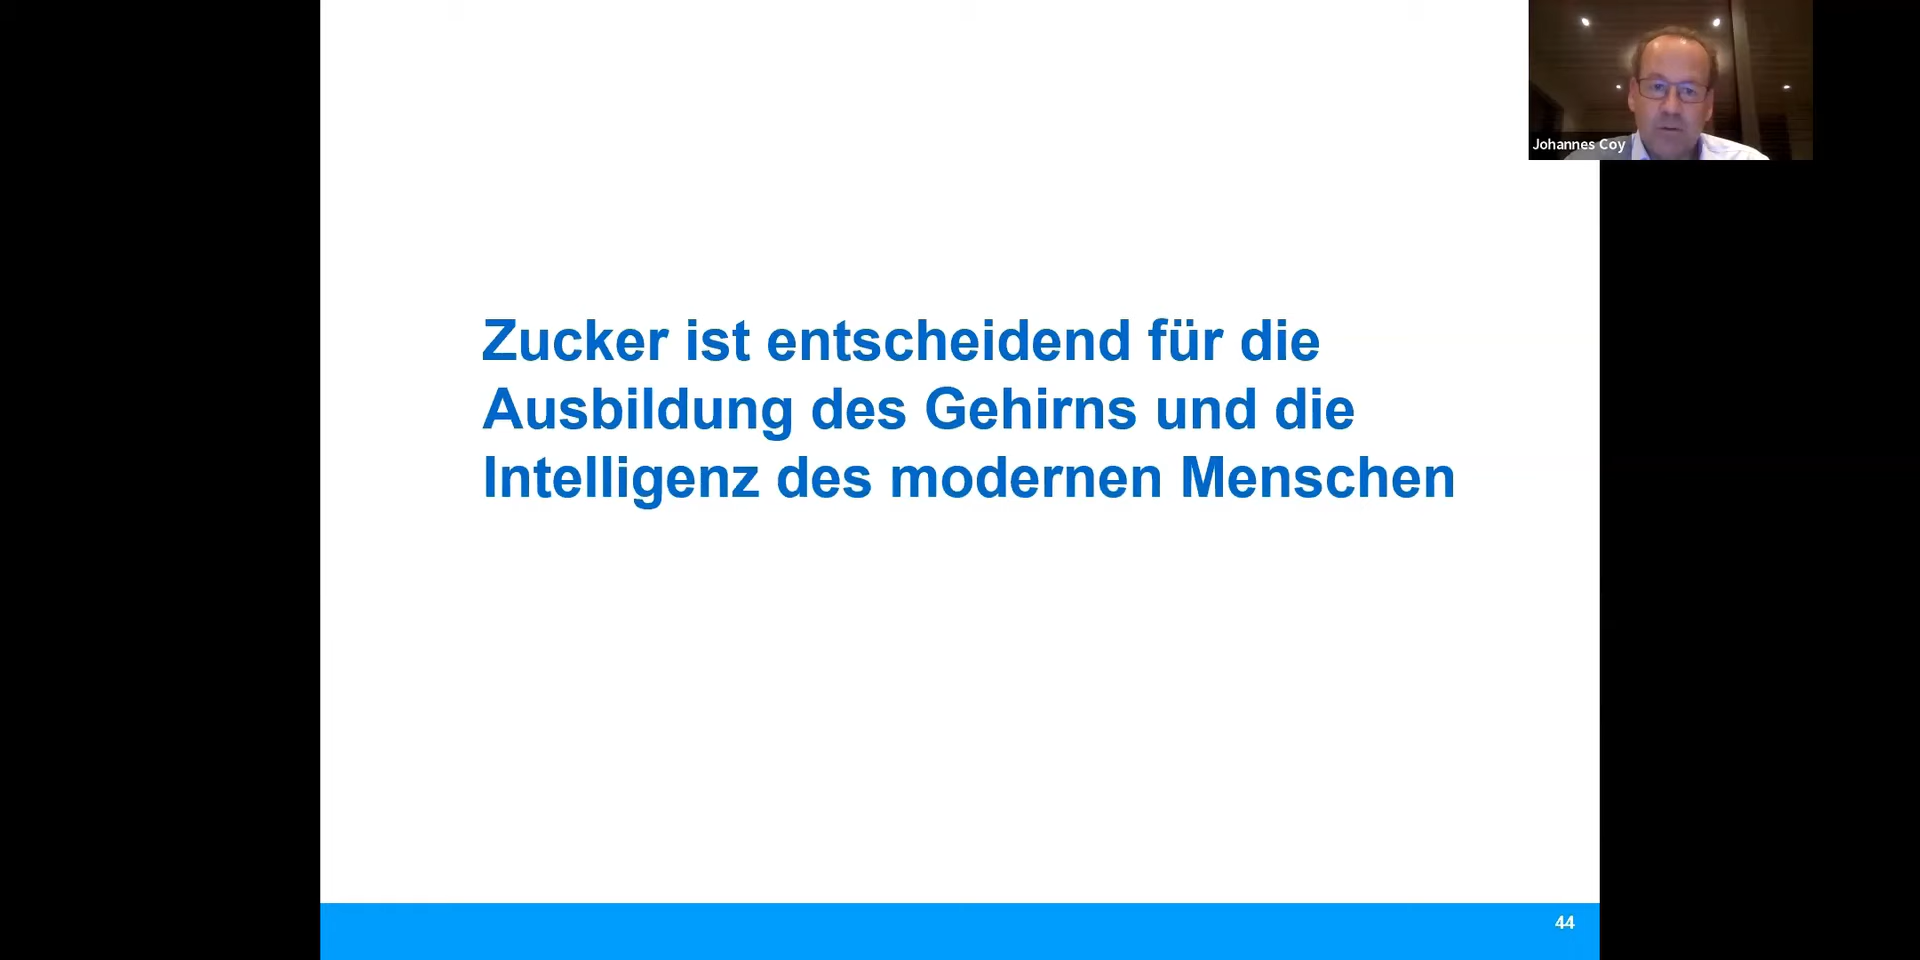 Johannes Coy
Zucker ist entscheidend für die
Ausbildung des Gehirns und die
Intelligenz des modernen Menschen
44